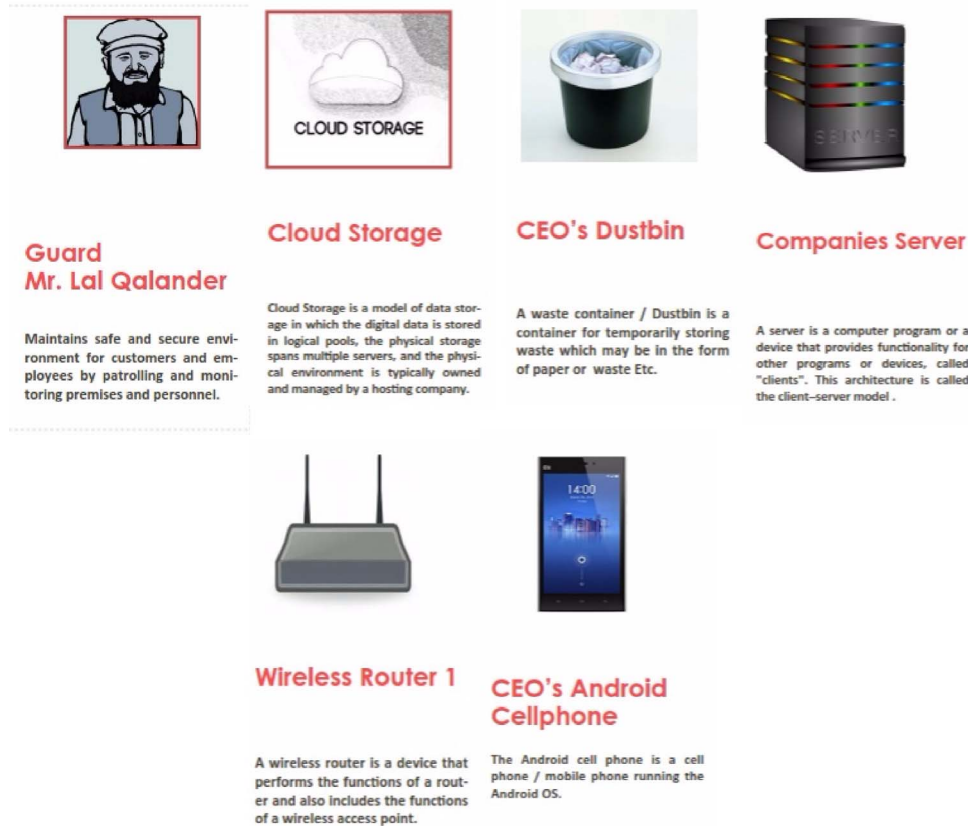 Guard
Mr. Lal Qalander
Maintains safe and secure envi-
ronment for customers and em-
ployees by patrolling and moni-
toring premises and personnel.
CLOUD STORAGE
Cloud Storage
Cloud Storage is a model of data stor-
age in which the digital data is stored
in logical pools, the physical storage
spans multiple servers, and the physi-
cal environment is typically owned
and managed by a hosting company.
CEO's Dustbin
A waste container / Dustbin is a
container for temporarily storing
waste which may be in the form
of paper or waste Etc.
SERVER
Companies Server
A server is a computer program or a
device that provides functionality for
other programs or devices, called
"clients". This architecture is called
the client–server model .
Wireless Router 1
A wireless router is a device that
performs the functions of a rout-
er and also includes the functions
of a wireless access point.
14:00
CEO's Android
Cellphone
The Android cell phone is a cell
phone / mobile phone running the
Android OS.